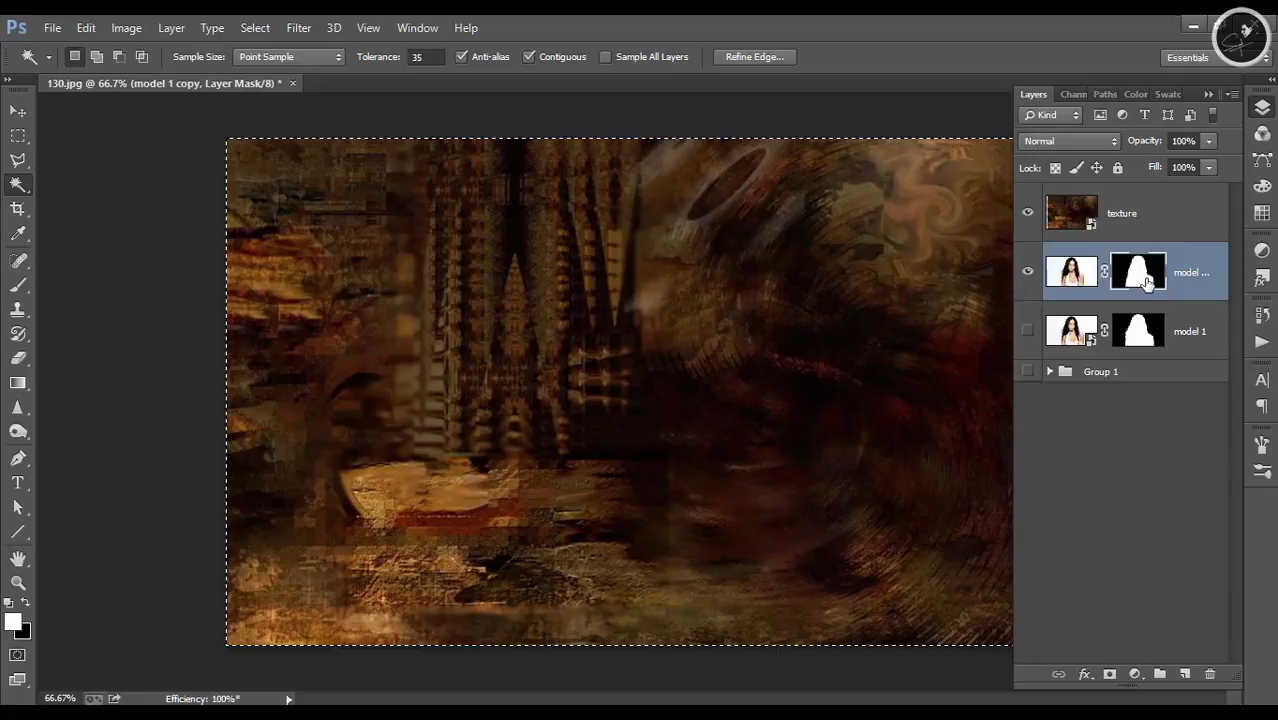 Ps File Edit Image Layer Type Select Filter 3D View Window Help
Sample Size: Point Sample Tolerance: 35 Anti-alias Contiguous Sample All Layers Refine Edge... Essentials
130.jpg @ 66.7% (model 1 copy, Layer Mask/8) * ×
Layers Chann Paths Color Swatc
Kind
Normal Opacity: 100%
Lock: Fill: 100%
texture
model ...
model 1
Group 1
66.67% Efficiency: 100%*